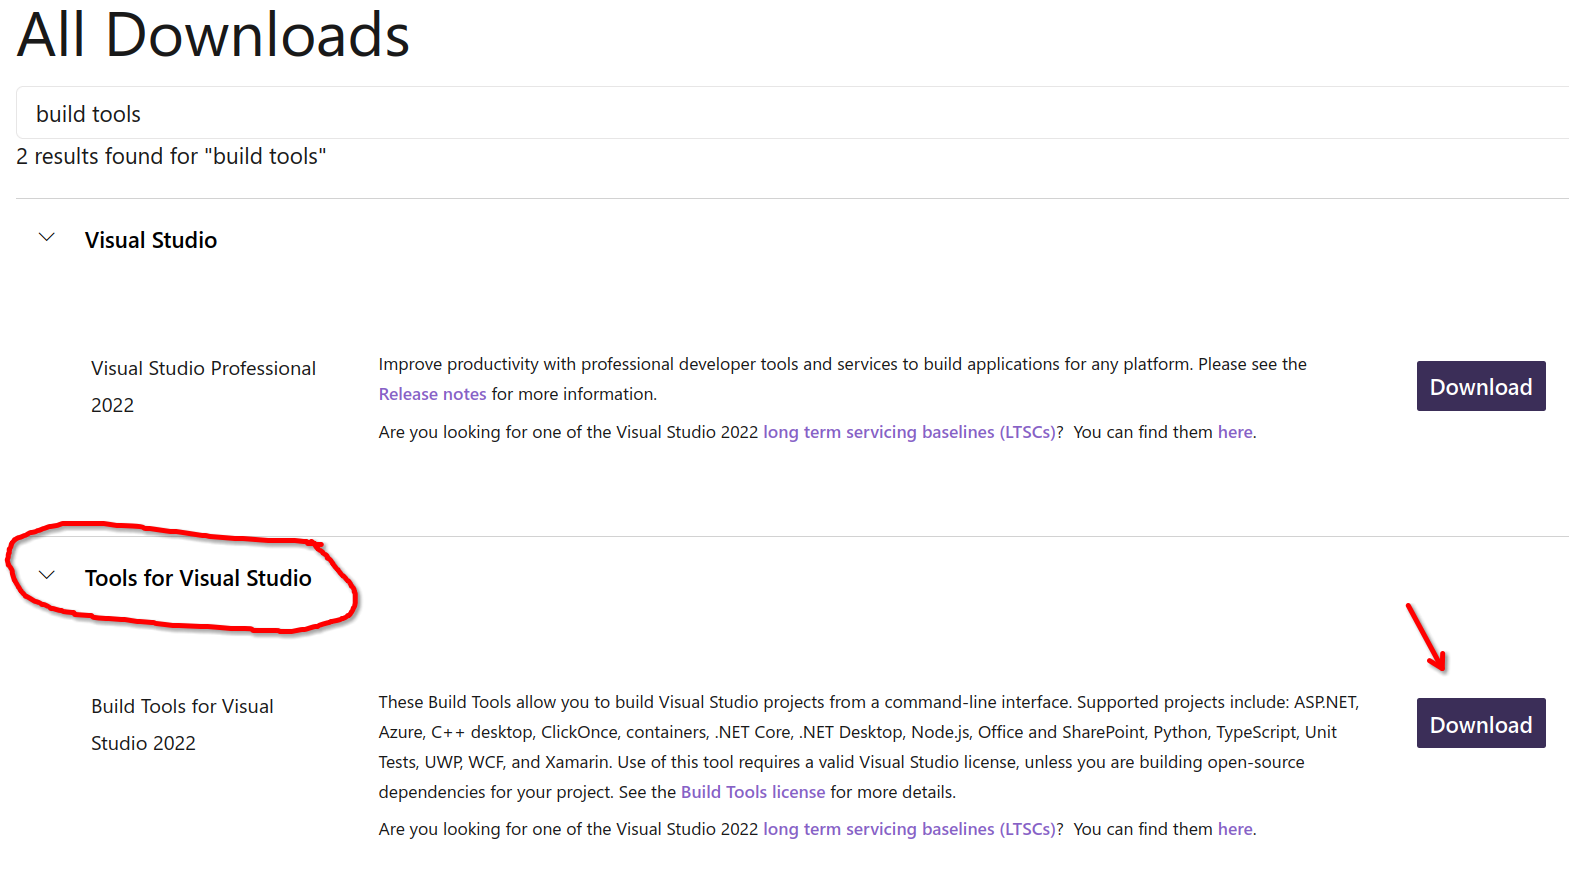 All Downloads
build tools
2 results found for "build tools"
Visual Studio
Visual Studio Professional
2022
Improve productivity with professional developer tools and services to build applications for any platform. Please see the
Release notes for more information.
Are you looking for one of the Visual Studio 2022 long term servicing baselines (LTSCs)? You can find them here.
Download
Tools for Visual Studio
Build Tools for Visual
Studio 2022
These Build Tools allow you to build Visual Studio projects from a command-line interface. Supported projects include: ASP.NET,
Azure, C++ desktop, ClickOnce, containers, .NET Core, .NET Desktop, Node.js, Office and SharePoint, Python, TypeScript, Unit
Tests, UWP, WCF, and Xamarin. Use of this tool requires a valid Visual Studio license, unless you are building open-source
dependencies for your project. See the Build Tools license for more details.
Are you looking for one of the Visual Studio 2022 long term servicing baselines (LTSCs)? You can find them here.
Download